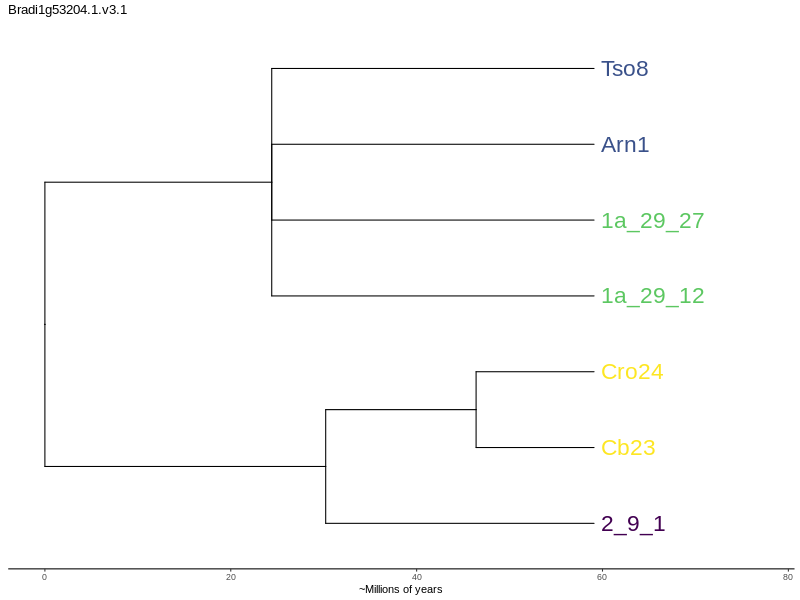 Bradi1g53204.1.v3.1
Tso8
Arn1
1a_29_27
1a_29_12
Cro24
Cb23
2_9_1
0 20 40 60 80
~Millions of years